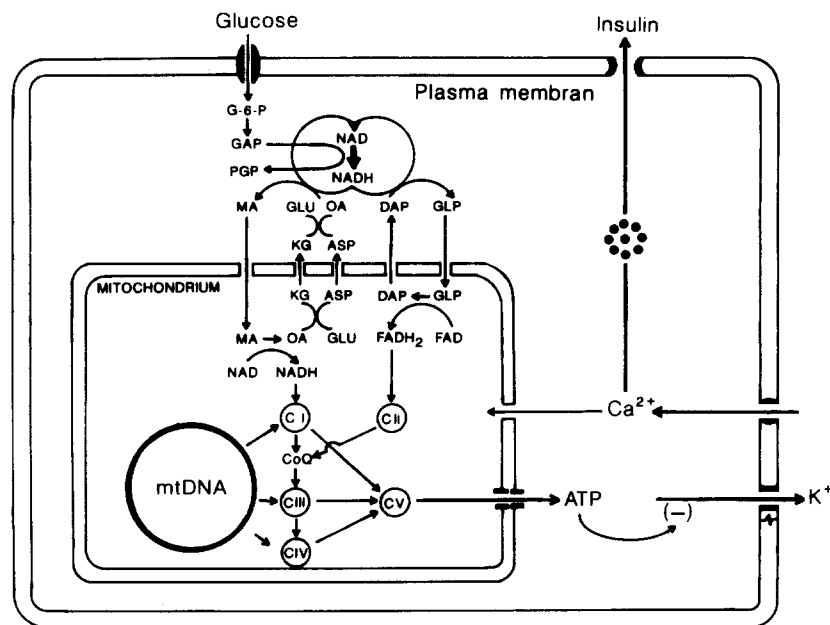 Glucose
Insulin
Plasma membran
G-6-P
GAP
NAD
PGP
NADH
MA GLU OA DAP GLP
KG ASP
MITOCHONDRIUM
KG ASP DAP GLP
MA OA GLU FADH2 FAD
NAD NADH
C I CII
Ca2+
CoQ
mtDNA
CIII CV ATP (−) K+
CIV